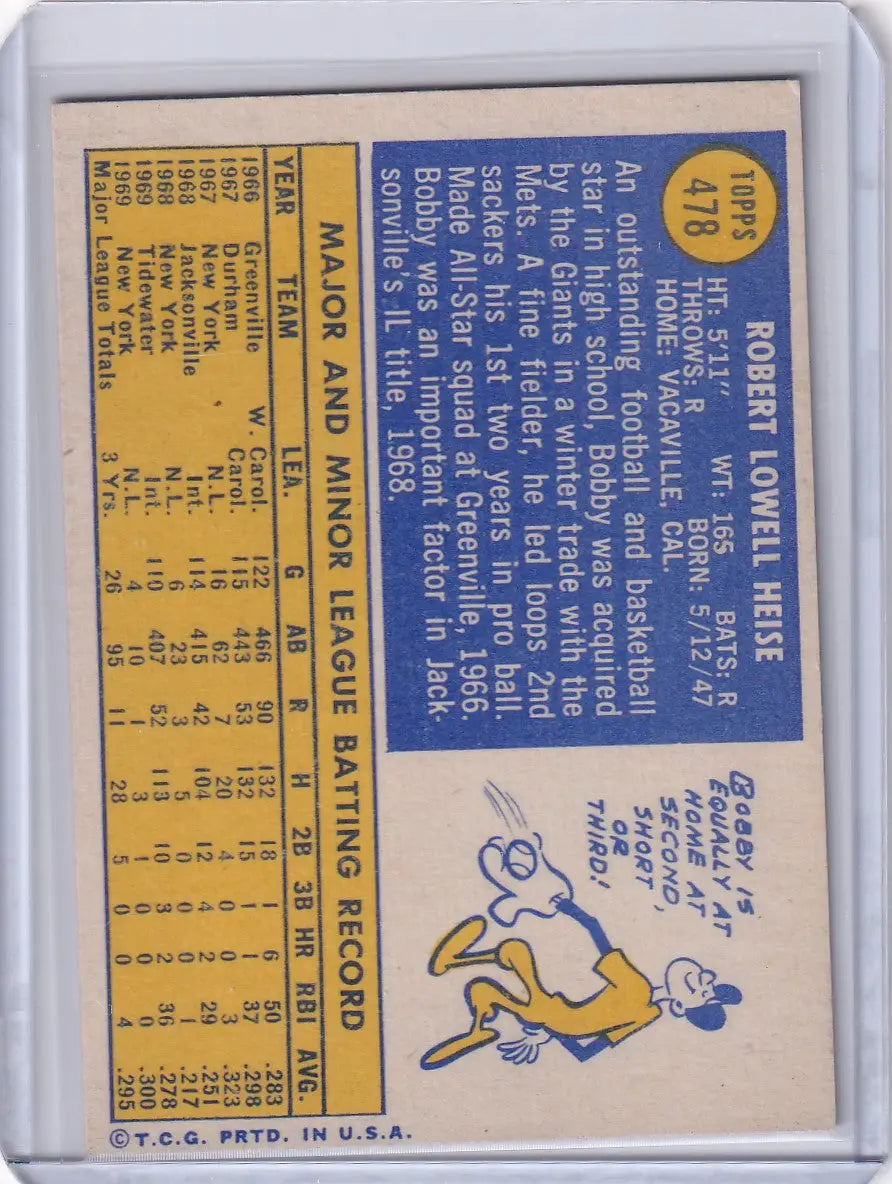 TOPPS
478
ROBERT LOWELL HEISE
HT: 5'11" WT: 165 BATS: R
THROWS: R BORN: 5/12/47
HOME: VACAVILLE, CAL.
An outstanding football and basketball
star in high school, Bobby was acquired
by the Giants in a winter trade with the
Mets. A fine fielder, he led loops 2nd
sackers his 1st two years in pro ball.
Made All-Star squad at Greenville, 1966.
Bobby was an important factor in Jack-
sonville's IL title, 1968.
BOBBY IS
EQUALLY AT
HOME AT
SECOND,
SHORT
OR
THIRD!
MAJOR AND MINOR LEAGUE BATTING RECORD
YEAR TEAM LEA. G AB R H 2B 3B HR RBI AVG.
1966 Greenville W. Carol. 122 466 90 132 18 1 6 50 .283
1967 Durham Carol. 115 443 53 132 15 1 1 37 .298
1967 New York N.L. 16 62 7 20 4 0 0 3 .323
1968 Jacksonville Int. 114 415 42 104 12 4 2 29 .251
1968 New York N.L. 6 23 3 5 0 0 0 1 .217
1969 Tidewater Int. 110 407 52 113 10 3 2 36 .278
1969 New York N.L. 4 10 1 3 1 0 0 0 .300
Major League Totals 3 Yrs. 26 95 11 28 5 0 0 4 .295
© T.C.G. PRTD. IN U.S.A.